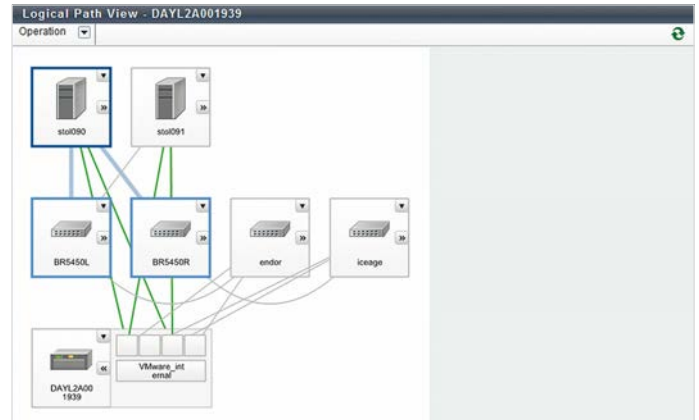 Logical Path View - DAYL2A001939
Operation
stol090
stol091
BR5450L
BR5450R
endor
iceage
VMware_int
ernal
DAYL2A00
1939